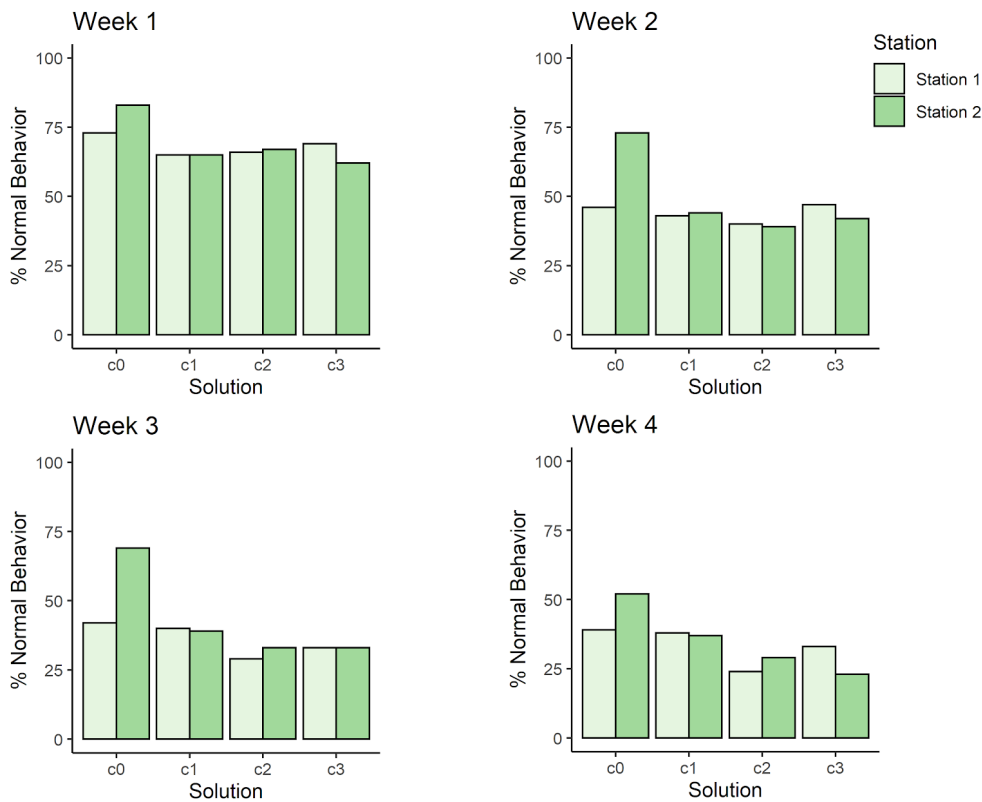 Week 1
% Normal Behavior
100
75
50
25
0
c0 c1 c2 c3
Solution
Week 2
% Normal Behavior
100
75
50
25
0
c0 c1 c2 c3
Solution
Station
Station 1
Station 2
Week 3
% Normal Behavior
100
75
50
25
0
c0 c1 c2 c3
Solution
Week 4
% Normal Behavior
100
75
50
25
0
c0 c1 c2 c3
Solution